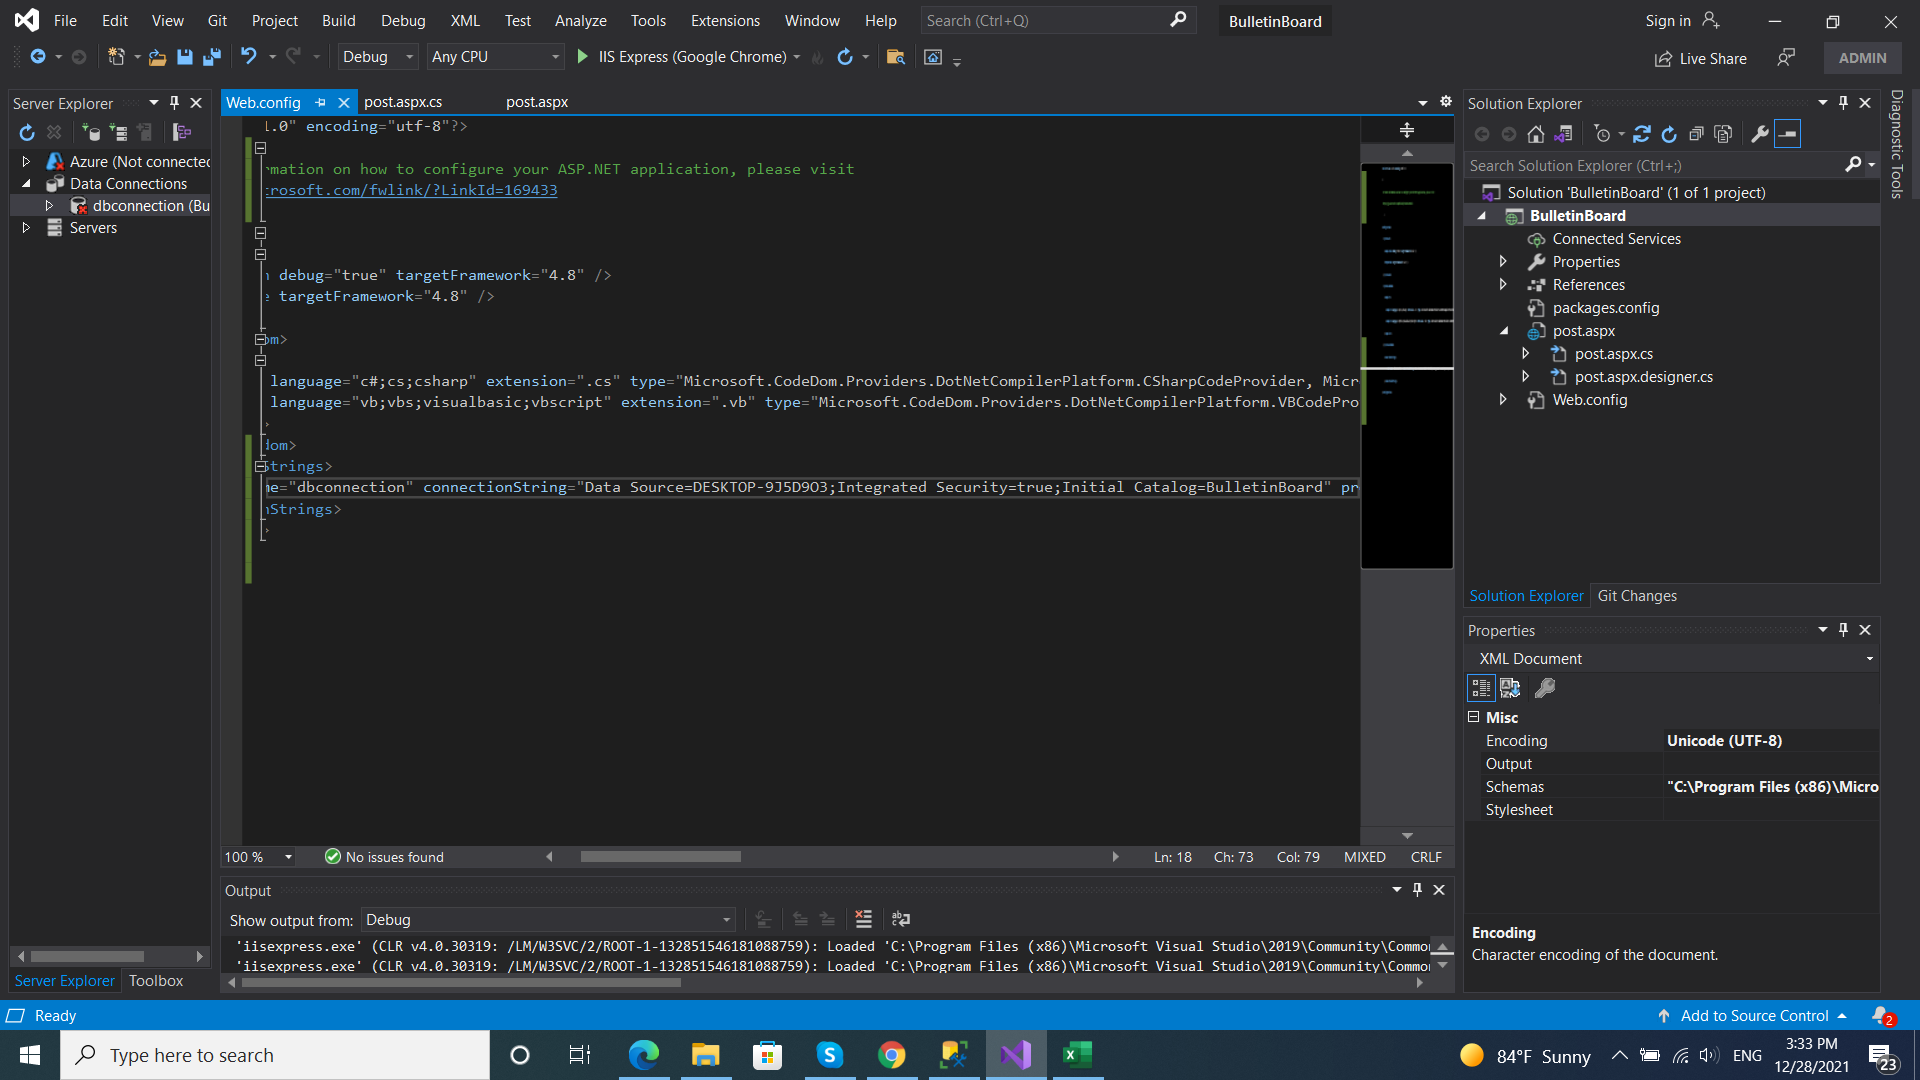 File Edit View Git Project Build Debug XML Test Analyze Tools Extensions Window Help Search (Ctrl+Q) BulletinBoard Sign in
Debug Any CPU IIS Express (Google Chrome) Live Share ADMIN
Server Explorer
Azure (Not connected
Data Connections
dbconnection (Bu
Servers
Server Explorer Toolbox
Web.config post.aspx.cs post.aspx
1.0" encoding="utf-8"?>
rmation on how to configure your ASP.NET application, please visit
crosoft.com/fwlink/?LinkId=169433
n debug="true" targetFramework="4.8" />
e targetFramework="4.8" />
om>
language="c#;cs;csharp" extension=".cs" type="Microsoft.CodeDom.Providers.DotNetCompilerPlatform.CSharpCodeProvider, Micr
language="vb;vbs;visualbasic;vbscript" extension=".vb" type="Microsoft.CodeDom.Providers.DotNetCompilerPlatform.VBCodePro
>
dom>
Strings>
me="dbconnection" connectionString="Data Source=DESKTOP-9J5D9O3;Integrated Security=true;Initial Catalog=BulletinBoard" pr
nStrings>
>
100 % No issues found Ln: 18 Ch: 73 Col: 79 MIXED CRLF
Output
Show output from: Debug
'iisexpress.exe' (CLR v4.0.30319: /LM/W3SVC/2/ROOT-1-132851546181088759): Loaded 'C:\Program Files (x86)\Microsoft Visual Studio\2019\Community\Commo
'iisexpress.exe' (CLR v4.0.30319: /LM/W3SVC/2/ROOT-1-132851546181088759): Loaded 'C:\Program Files (x86)\Microsoft Visual Studio\2019\Community\Commo
Solution Explorer
Search Solution Explorer (Ctrl+;)
Solution 'BulletinBoard' (1 of 1 project)
BulletinBoard
Connected Services
Properties
References
packages.config
post.aspx
post.aspx.cs
post.aspx.designer.cs
Web.config
Solution Explorer Git Changes
Properties
XML Document
Misc
Encoding Unicode (UTF-8)
Output
Schemas "C:\Program Files (x86)\Micro
Stylesheet
Encoding
Character encoding of the document.
Diagnostic Tools
Ready Add to Source Control 2
Type here to search 84°F Sunny ENG 3:33 PM
12/28/2021 23